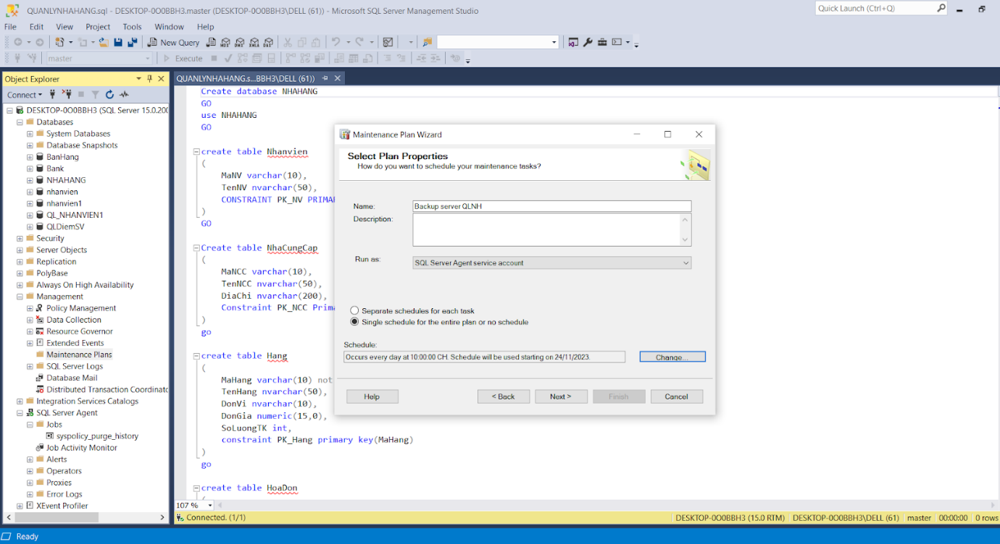 QUANLYNHAHANG.sql - DESKTOP-0O0BBH3.master (DESKTOP-0O0BBH3\DELL (61)) - Microsoft SQL Server Management Studio
Quick Launch (Ctrl+Q)
File Edit View Project Tools Window Help
New Query
MDX DMX XMLA DAX
master
Execute
Object Explorer
Connect
DESKTOP-0O0BBH3 (SQL Server 15.0.200
Databases
System Databases
Database Snapshots
BanHang
Bank
NHAHANG
nhanvien
nhanvien1
QL_NHANVIEN1
QLDiemSV
Security
Server Objects
Replication
PolyBase
Always On High Availability
Management
Policy Management
Data Collection
Resource Governor
Extended Events
Maintenance Plans
SQL Server Logs
Database Mail
Distributed Transaction Coordinato
Integration Services Catalogs
SQL Server Agent
Jobs
syspolicy_purge_history
Job Activity Monitor
Alerts
Operators
Proxies
Error Logs
XEvent Profiler
QUANLYNHAHANG.s...BBH3\DELL (61))
Create database NHAHANG
GO
use NHAHANG
GO
create table Nhanvien
(
MaNV varchar(10),
TenNV nvarchar(50),
CONSTRAINT PK_NV PRIMAR
)
GO
Create table NhaCungCap
(
MaNCC varchar(10),
TenNCC nvarchar(50),
DiaChi nvarchar(200),
Constraint PK_NCC Prima
)
go
create table Hang
(
MaHang varchar(10) not
TenHang nvarchar(50),
DonVi nvarchar(10),
DonGia numeric(15,0),
SoLuongTK int,
constraint PK_Hang primary key(MaHang)
)
go
create table HoaDon
(
Maintenance Plan Wizard
Select Plan Properties
How do you want to schedule your maintenance tasks?
Name: Backup server QLNH
Description:
Run as: SQL Server Agent service account
Separate schedules for each task
Single schedule for the entire plan or no schedule
Schedule:
Occurs every day at 10:00:00 CH. Schedule will be used starting on 24/11/2023. Change...
Help < Back Next > Finish Cancel
107 %
Connected. (1/1) DESKTOP-0O0BBH3 (15.0 RTM) DESKTOP-0O0BBH3\DELL (61) master 00:00:00 0 rows
Ready